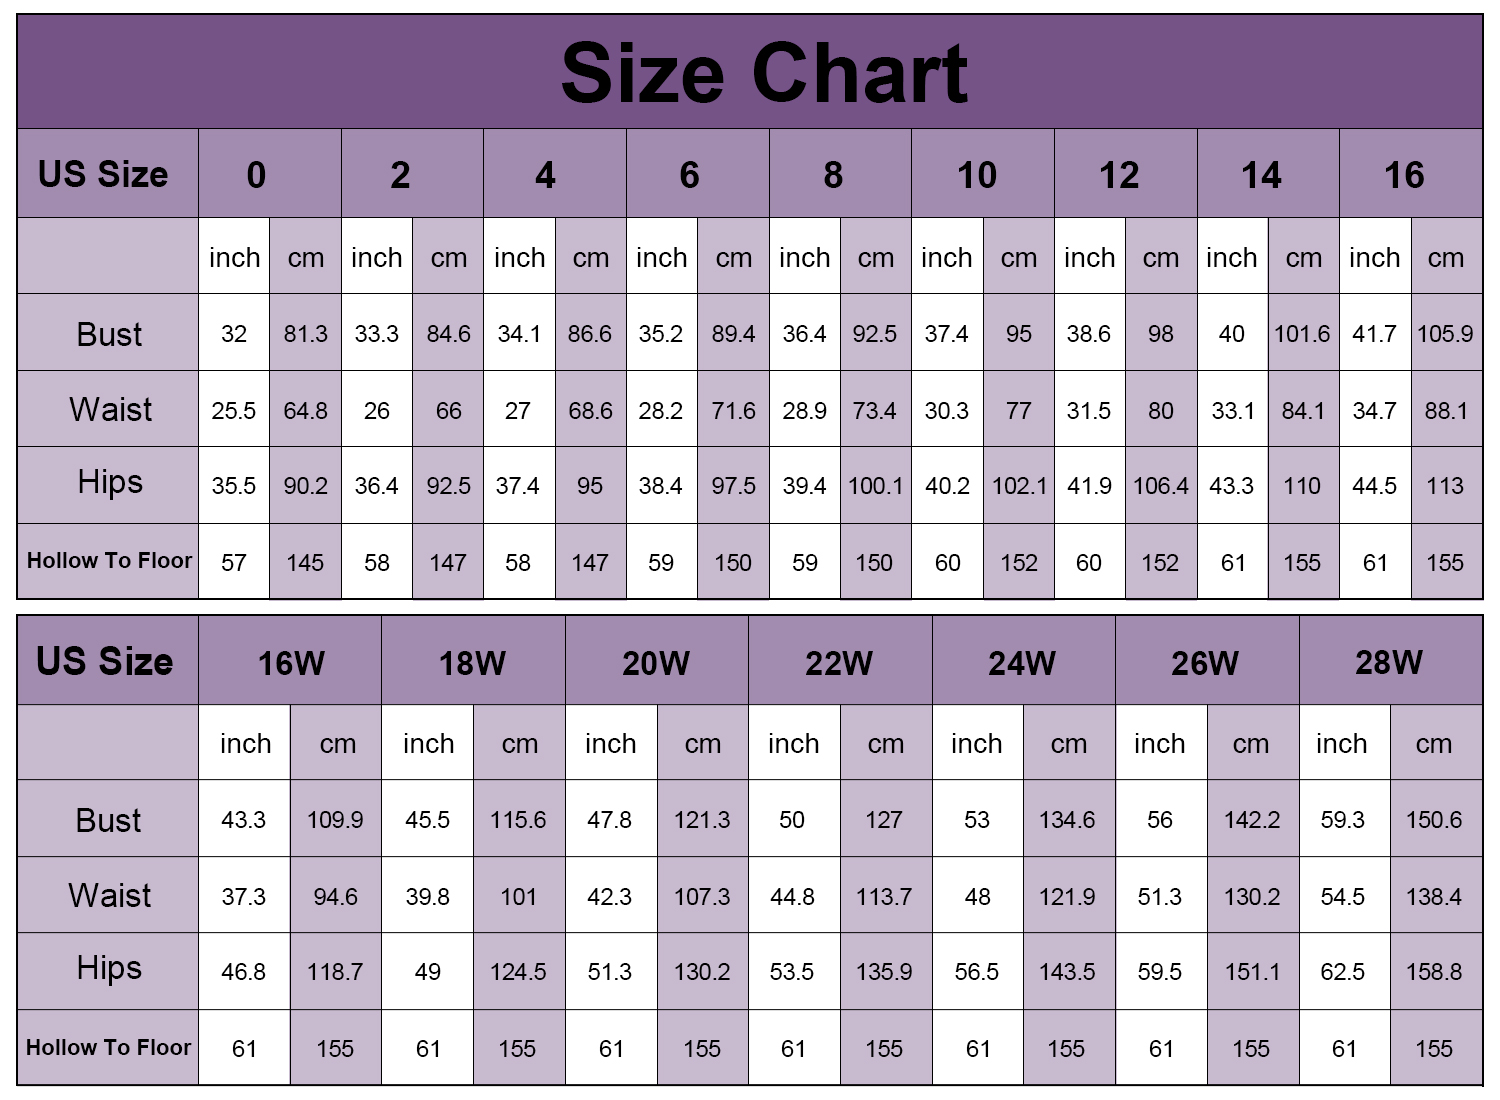 Size Chart
US Size 0 2 4 6 8 10 12 14 16
inch cm inch cm inch cm inch cm inch cm inch cm inch cm inch cm inch cm
Bust 32 81.3 33.3 84.6 34.1 86.6 35.2 89.4 36.4 92.5 37.4 95 38.6 98 40 101.6 41.7 105.9
Waist 25.5 64.8 26 66 27 68.6 28.2 71.6 28.9 73.4 30.3 77 31.5 80 33.1 84.1 34.7 88.1
Hips 35.5 90.2 36.4 92.5 37.4 95 38.4 97.5 39.4 100.1 40.2 102.1 41.9 106.4 43.3 110 44.5 113
Hollow To Floor 57 145 58 147 58 147 59 150 59 150 60 152 60 152 61 155 61 155
US Size 16W 18W 20W 22W 24W 26W 28W
inch cm inch cm inch cm inch cm inch cm inch cm inch cm
Bust 43.3 109.9 45.5 115.6 47.8 121.3 50 127 53 134.6 56 142.2 59.3 150.6
Waist 37.3 94.6 39.8 101 42.3 107.3 44.8 113.7 48 121.9 51.3 130.2 54.5 138.4
Hips 46.8 118.7 49 124.5 51.3 130.2 53.5 135.9 56.5 143.5 59.5 151.1 62.5 158.8
Hollow To Floor 61 155 61 155 61 155 61 155 61 155 61 155 61 155